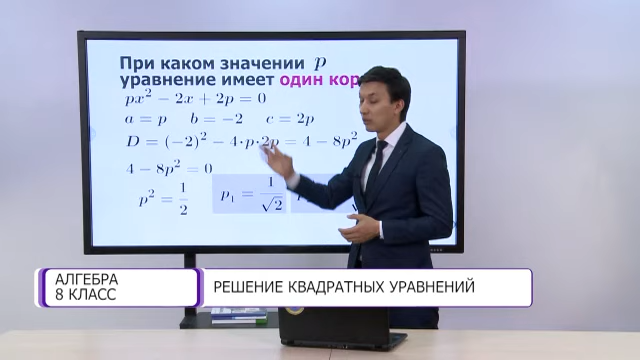 При каком значении p
уравнение имеет один
px² − 2x + 2p = 0
a = p b = −2 c = 2p
D = (−2)² − 4·p·2p = 4 − 8p²
4 − 8p² = 0
p² = 1/2
p₁ = 1/√2
АЛГЕБРА
8 КЛАСС
РЕШЕНИЕ КВАДРАТНЫХ УРАВНЕНИЙ